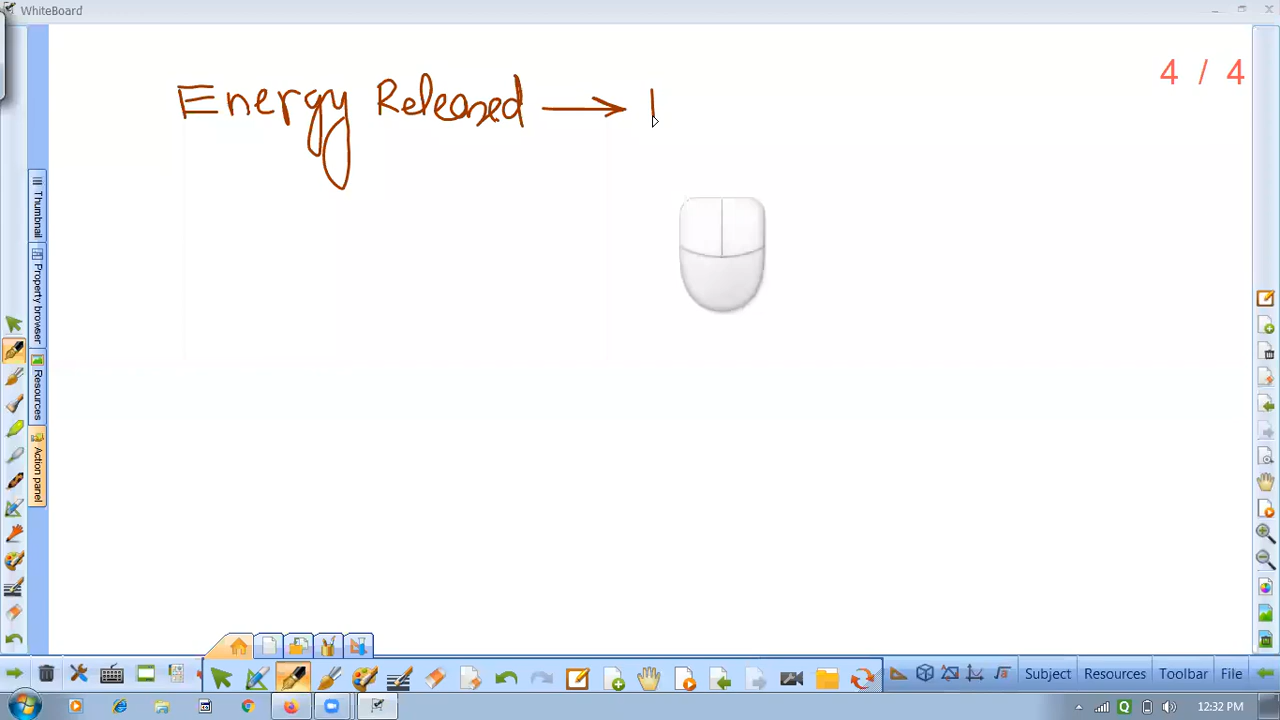 WhiteBoard
4 / 4
Energy Released →
Thumbnail
Property browser
Resources
Action panel
Subject Resources Toolbar File
12:32 PM